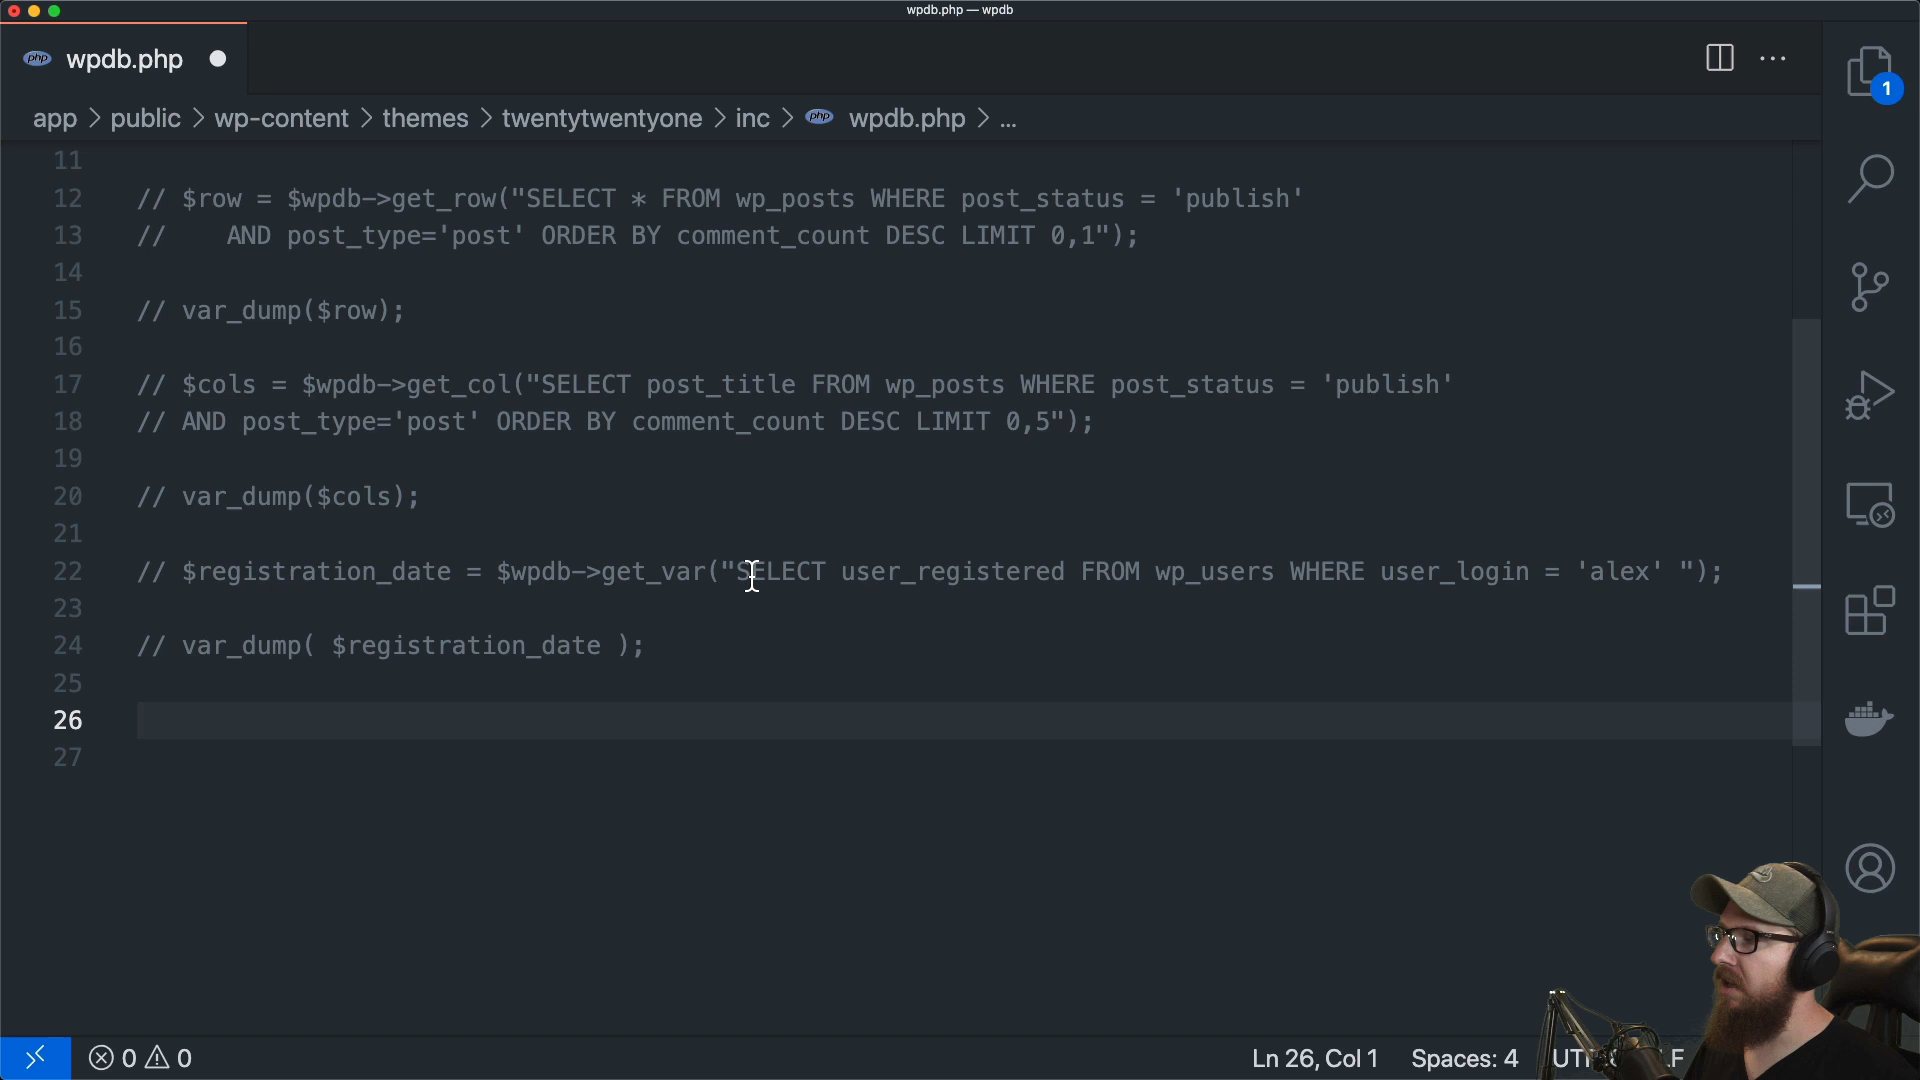 wpdb.php — wpdb
php wpdb.php
app > public > wp-content > themes > twentytwentyone > inc > php wpdb.php > ...
1
11
12 // $row = $wpdb->get_row("SELECT * FROM wp_posts WHERE post_status = 'publish'
13 // AND post_type='post' ORDER BY comment_count DESC LIMIT 0,1");
14
15 // var_dump($row);
16
17 // $cols = $wpdb->get_col("SELECT post_title FROM wp_posts WHERE post_status = 'publish'
18 // AND post_type='post' ORDER BY comment_count DESC LIMIT 0,5");
19
20 // var_dump($cols);
21
22 // $registration_date = $wpdb->get_var("SELECT user_registered FROM wp_users WHERE user_login = 'alex' ");
23
24 // var_dump( $registration_date );
25
26
27
0 0 Ln 26, Col 1 Spaces: 4